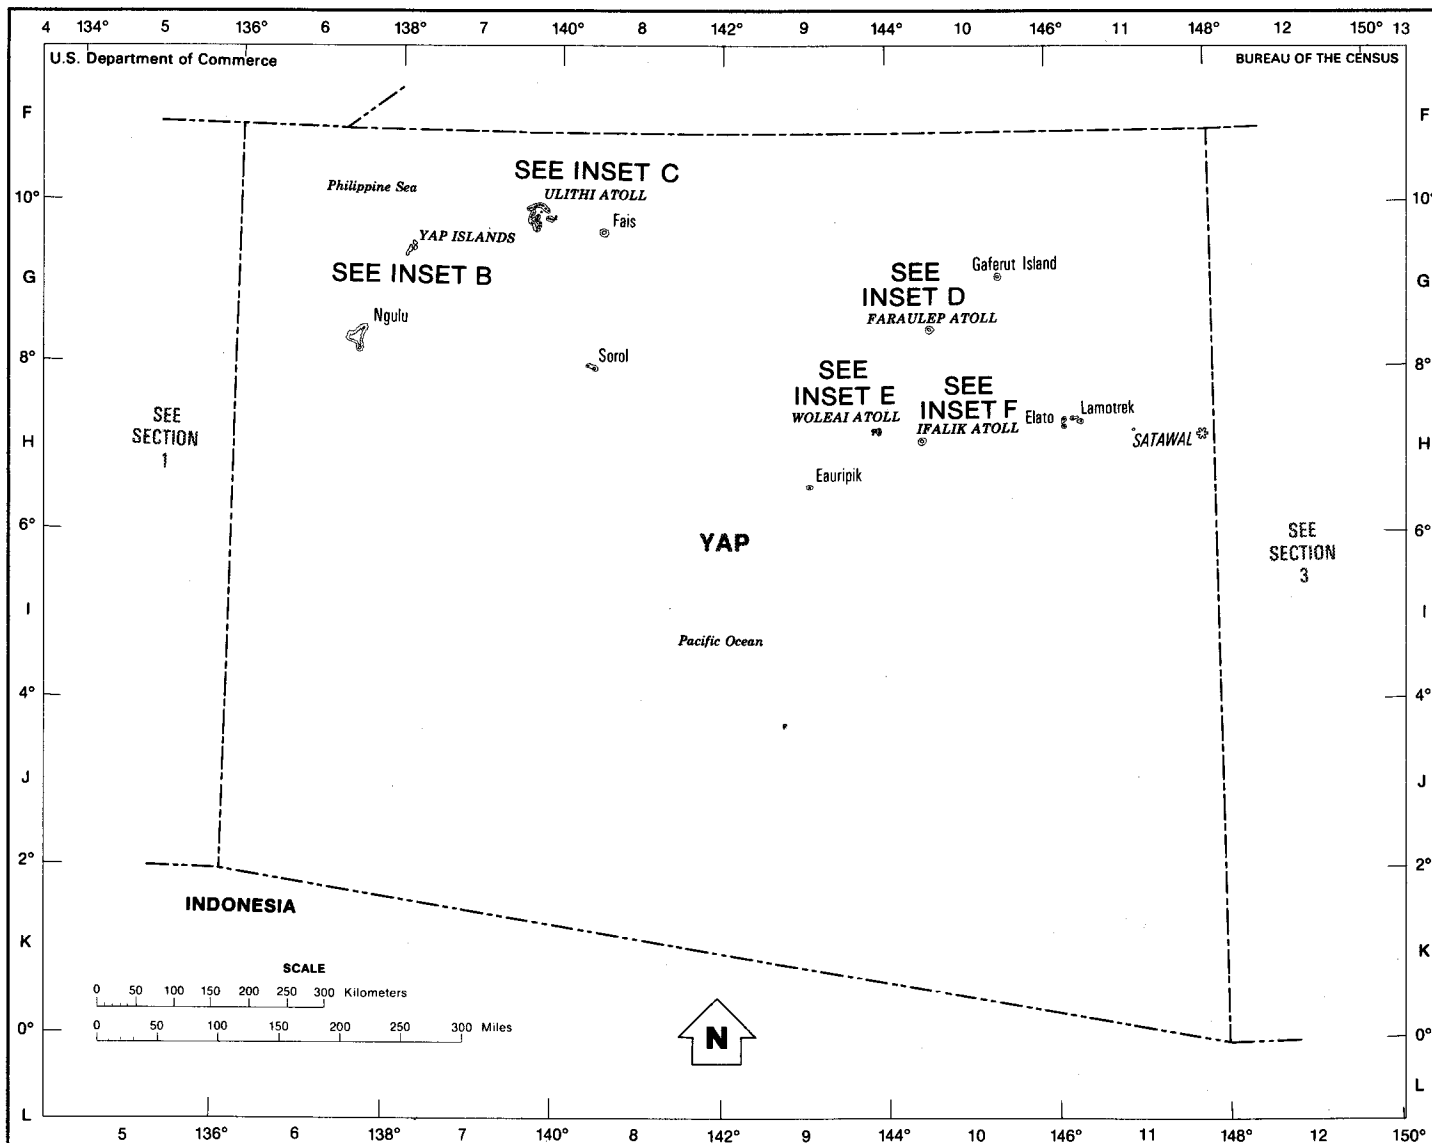 4 134° 5 136° 6 138° 7 140° 8 142° 9 144° 10 146° 11 148° 12 150° 13
U.S. Department of Commerce
BUREAU OF THE CENSUS
F F
SEE INSET C
Philippine Sea
ULITHI ATOLL
10° 10°
Fais
YAP ISLANDS
SEE INSET B
G G
SEE
INSET D
FARAULEP ATOLL
Gaferut Island
Ngulu
Sorol
8° 8°
SEE
INSET E
WOLEAI ATOLL
SEE
INSET F
IFALIK ATOLL
Elato
Lamotrek
SATAWAL
SEE
SECTION
1
H H
Eauripik
6° 6°
YAP
SEE
SECTION
3
I I
Pacific Ocean
4° 4°
J J
2° 2°
INDONESIA
K K
SCALE
0 50 100 150 200 250 300 Kilometers
0 50 100 150 200 250 300 Miles
0° 0°
N
L L
5 136° 6 138° 7 140° 8 142° 9 144° 10 146° 11 148° 12 150°